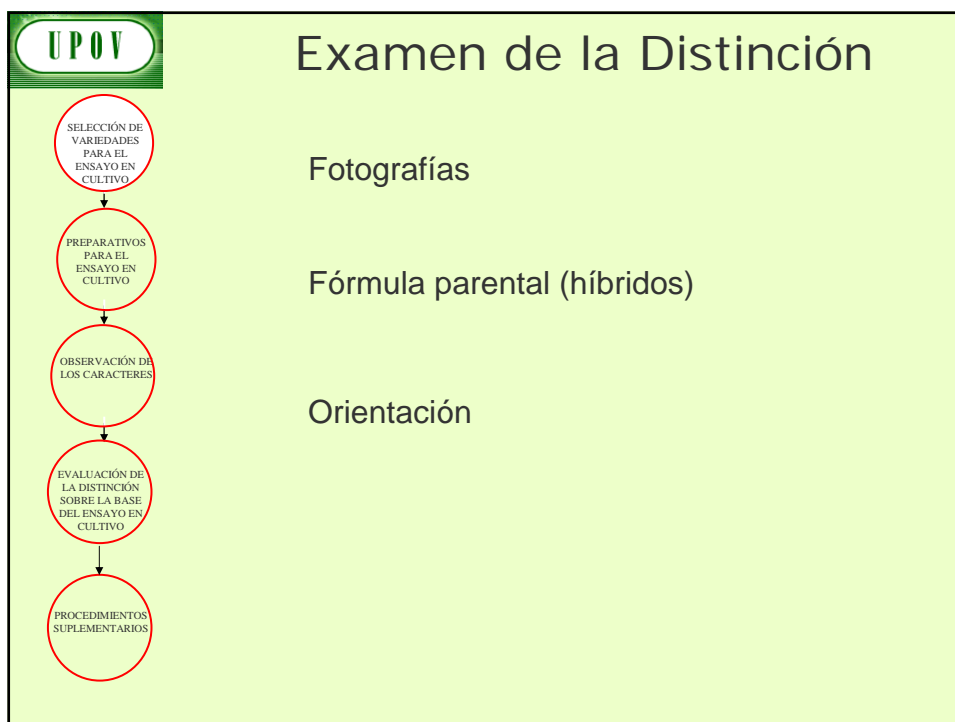 UPOV
Examen de la Distinción
SELECCIÓN DE
VARIEDADES
PARA EL
ENSAYO EN
CULTIVO
PREPARATIVOS
PARA EL
ENSAYO EN
CULTIVO
OBSERVACIÓN DE
LOS CARACTERES
EVALUACIÓN DE
LA DISTINCIÓN
SOBRE LA BASE
DEL ENSAYO EN
CULTIVO
PROCEDIMIENTOS
SUPLEMENTARIOS
Fotografías
Fórmula parental (híbridos)
Orientación